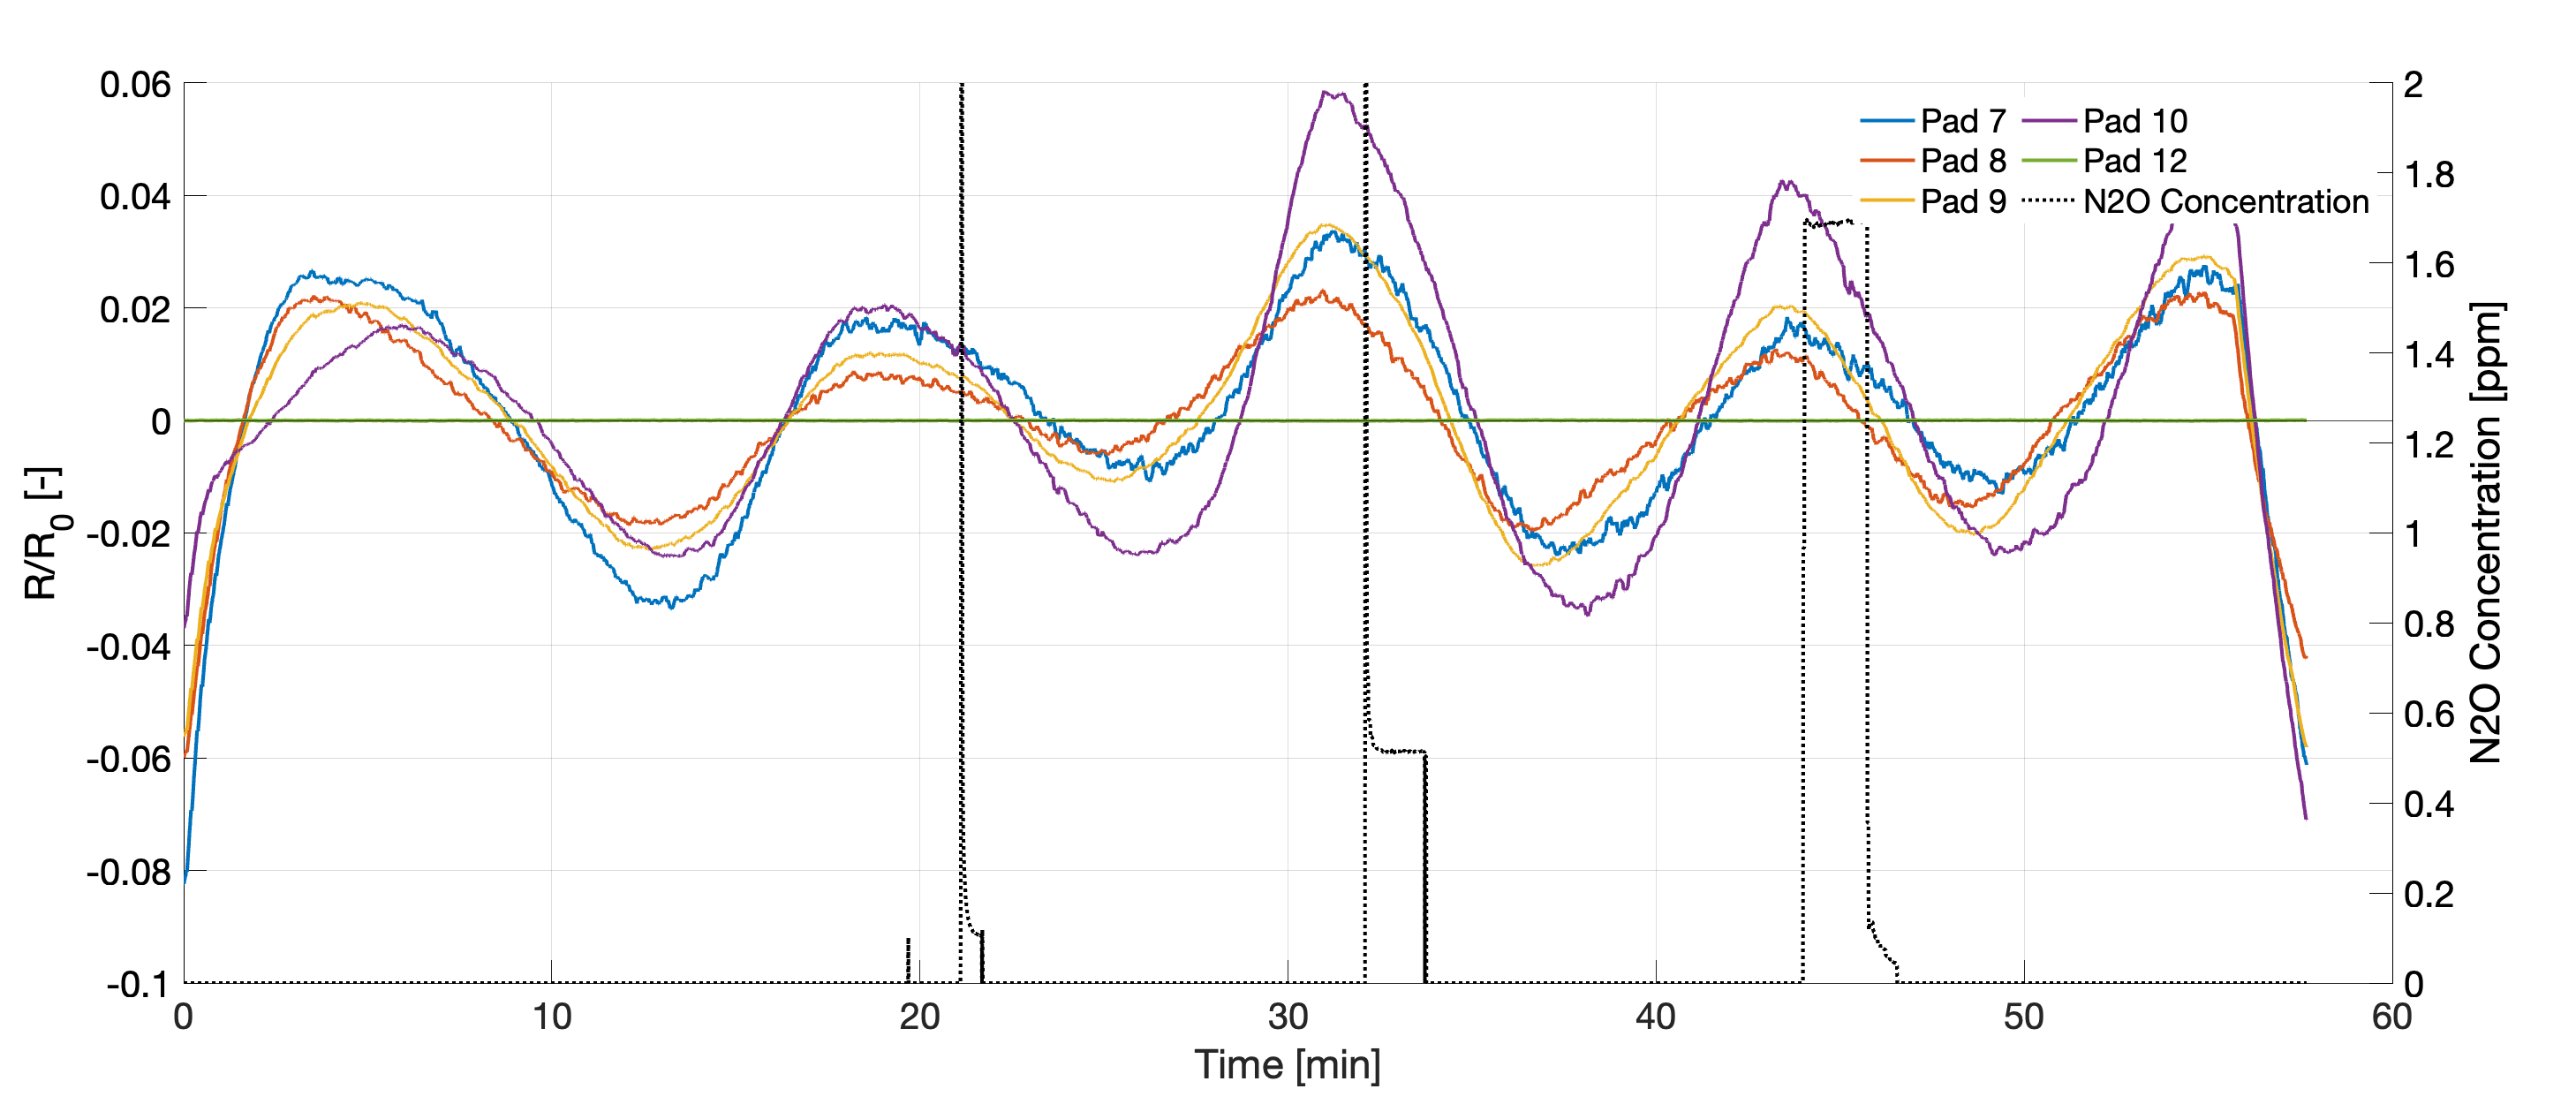 0.06
0.04
0.02
0
-0.02
-0.04
-0.06
-0.08
-0.1
R/R0 [-]
2
1.8
1.6
1.4
1.2
1
0.8
0.6
0.4
0.2
0
N2O Concentration [ppm]
Pad 7
Pad 8
Pad 9
Pad 10
Pad 12
N2O Concentration
0 10 20 30 40 50 60
Time [min]